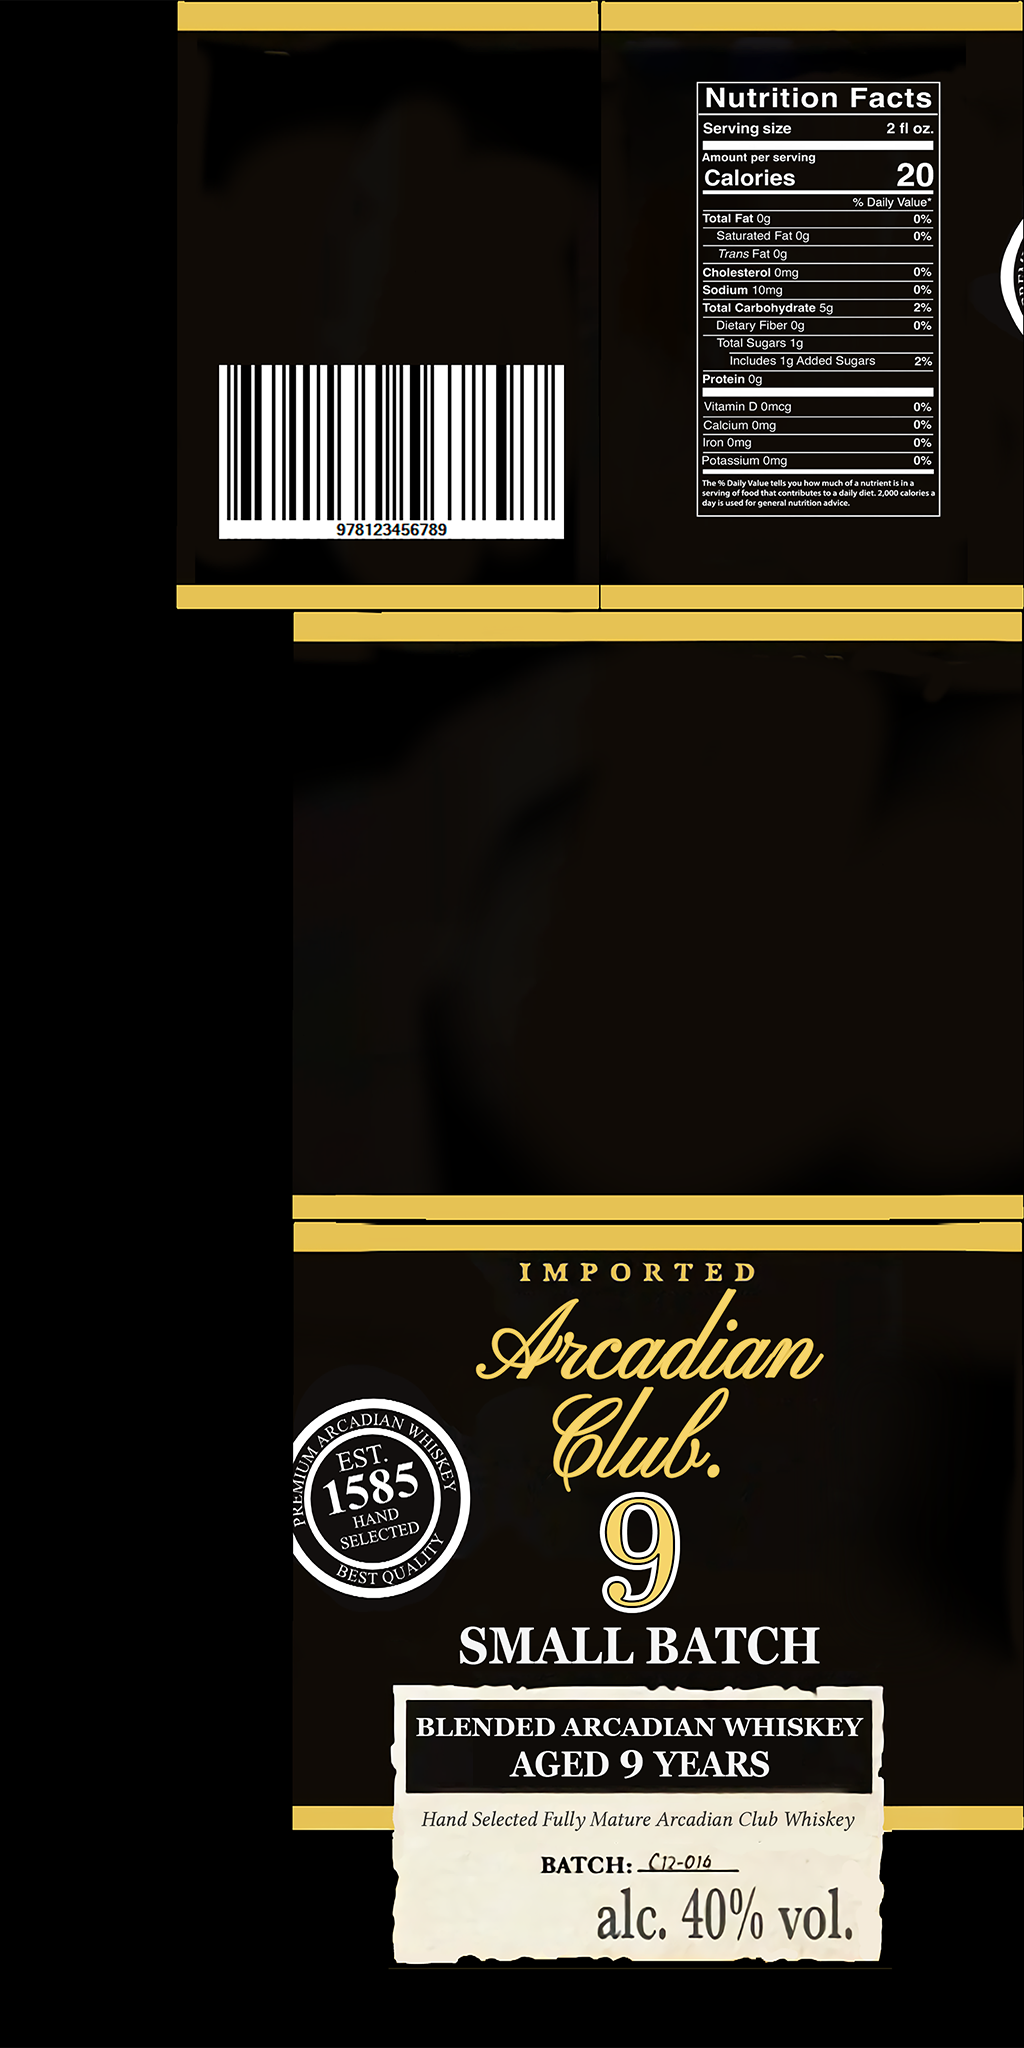 Nutrition Facts
Serving size 2 fl oz.
Amount per serving
Calories 20
% Daily Value*
Total Fat 0g 0%
Saturated Fat 0g 0%
Trans Fat 0g
Cholesterol 0mg 0%
Sodium 10mg 0%
Total Carbohydrate 5g 2%
Dietary Fiber 0g 0%
Total Sugars 1g
Includes 1g Added Sugars 2%
Protein 0g
Vitamin D 0mcg 0%
Calcium 0mg 0%
Iron 0mg 0%
Potassium 0mg 0%
The % Daily Value tells you how much of a nutrient is in a
serving of food that contributes to a daily diet. 2,000 calories a
day is used for general nutrition advice.
978123456789
IMPORTED
Arcadian
Club.
PREMIUM ARCADIAN WHISKEY
EST.
1585
HAND
SELECTED
BEST QUALITY
9
SMALL BATCH
BLENDED ARCADIAN WHISKEY
AGED 9 YEARS
Hand Selected Fully Mature Arcadian Club Whiskey
BATCH: C12-016
alc. 40% vol.